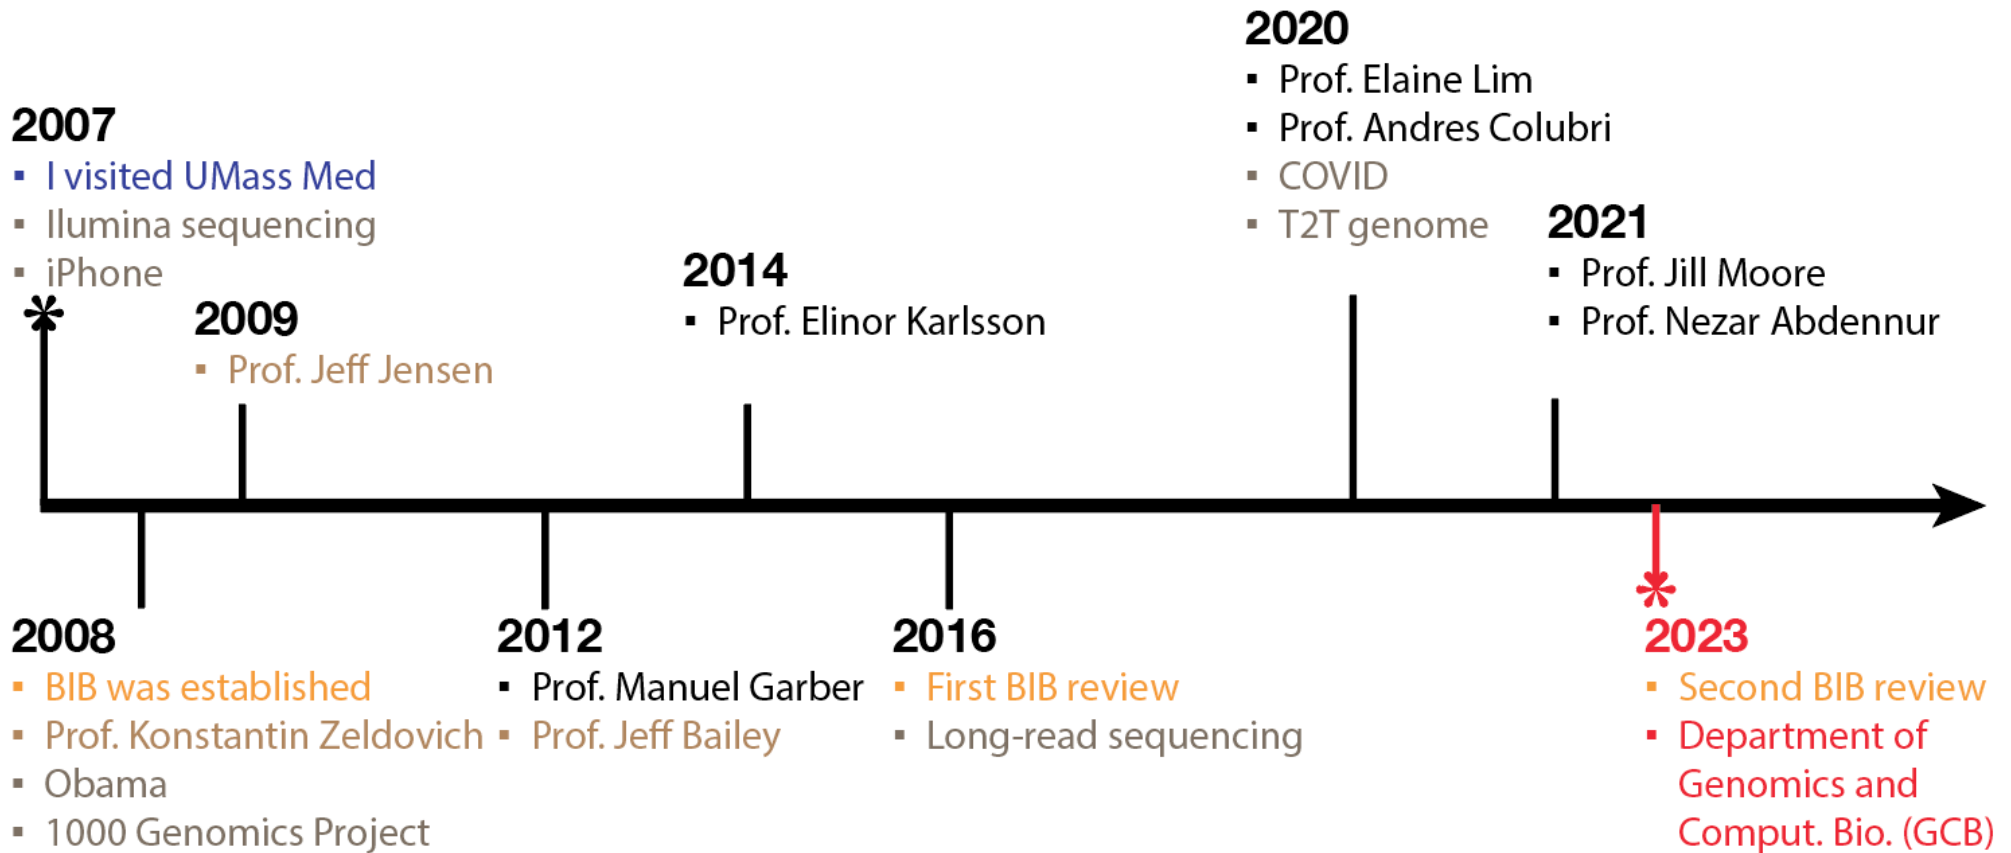 2007
▪ I visited UMass Med
▪ Ilumina sequencing
▪ iPhone
2009
▪ Prof. Jeff Jensen
2014
▪ Prof. Elinor Karlsson
2020
▪ Prof. Elaine Lim
▪ Prof. Andres Colubri
▪ COVID
▪ T2T genome
2021
▪ Prof. Jill Moore
▪ Prof. Nezar Abdennur
2008
▪ BIB was established
▪ Prof. Konstantin Zeldovich
▪ Obama
▪ 1000 Genomics Project
2012
▪ Prof. Manuel Garber
▪ Prof. Jeff Bailey
2016
▪ First BIB review
▪ Long-read sequencing
2023
▪ Second BIB review
▪ Department of
Genomics and
Comput. Bio. (GCB)